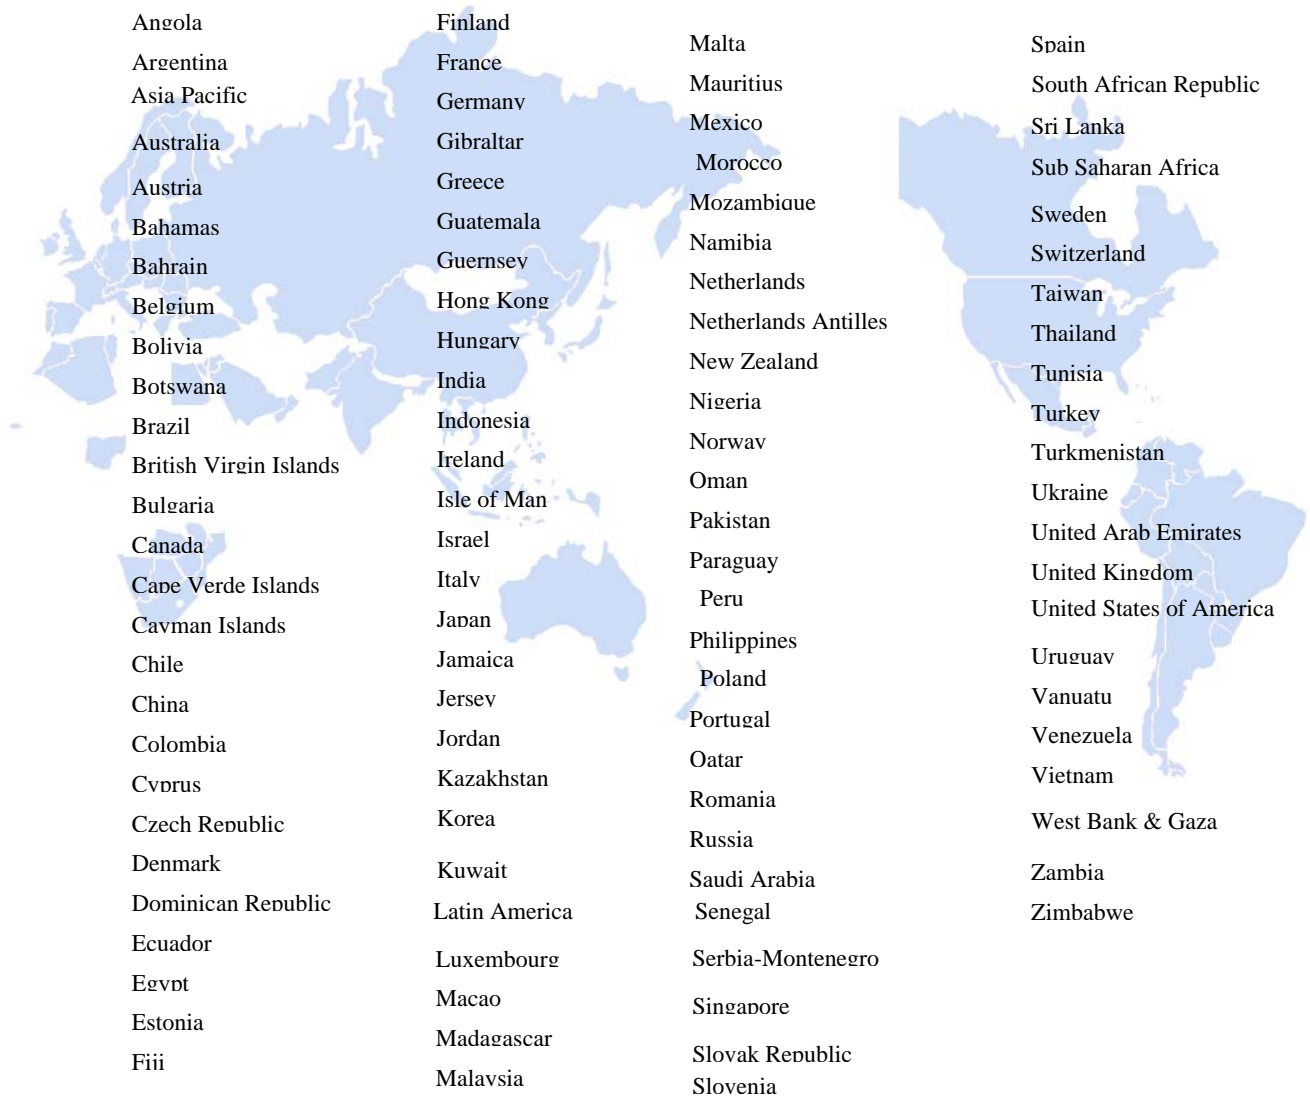 Angola
Argentina
Asia Pacific
Australia
Austria
Bahamas
Bahrain
Belgium
Bolivia
Botswana
Brazil
British Virgin Islands
Bulgaria
Canada
Cape Verde Islands
Cayman Islands
Chile
China
Colombia
Cyprus
Czech Republic
Denmark
Dominican Republic
Ecuador
Egypt
Estonia
Fiji
Finland
France
Germany
Gibraltar
Greece
Guatemala
Guernsey
Hong Kong
Hungary
India
Indonesia
Ireland
Isle of Man
Israel
Italy
Japan
Jamaica
Jersey
Jordan
Kazakhstan
Korea
Kuwait
Latin America
Luxembourg
Macao
Madagascar
Malaysia
Malta
Mauritius
Mexico
Morocco
Mozambique
Namibia
Netherlands
Netherlands Antilles
New Zealand
Nigeria
Norway
Oman
Pakistan
Paraguay
Peru
Philippines
Poland
Portugal
Qatar
Romania
Russia
Saudi Arabia
Senegal
Serbia-Montenegro
Singapore
Slovak Republic
Slovenia
Spain
South African Republic
Sri Lanka
Sub Saharan Africa
Sweden
Switzerland
Taiwan
Thailand
Tunisia
Turkey
Turkmenistan
Ukraine
United Arab Emirates
United Kingdom
United States of America
Uruguay
Vanuatu
Venezuela
Vietnam
West Bank & Gaza
Zambia
Zimbabwe